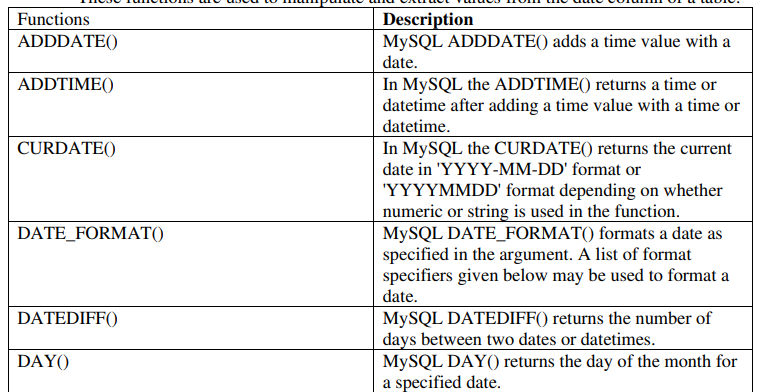 These functions are used to manipulate and extract values from the date column of a table.
Functions
Description
ADDDATE()
MySQL ADDDATE() adds a time value with a
date.
ADDTIME()
In MySQL the ADDTIME() returns a time or
datetime after adding a time value with a time or
datetime.
CURDATE()
In MySQL the CURDATE() returns the current
date in 'YYYY-MM-DD' format or
'YYYYMMDD' format depending on whether
numeric or string is used in the function.
DATE_FORMAT()
MySQL DATE_FORMAT() formats a date as
specified in the argument. A list of format
specifiers given below may be used to format a
date.
DATEDIFF()
MySQL DATEDIFF() returns the number of
days between two dates or datetimes.
DAY()
MySQL DAY() returns the day of the month for
a specified date.